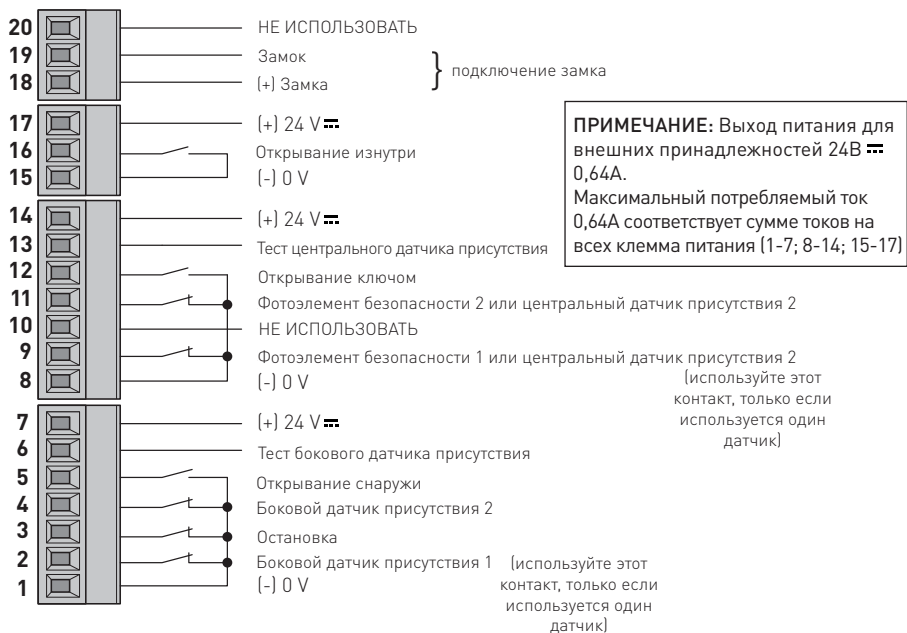 20 НЕ ИСПОЛЬЗОВАТЬ
19 Замок
18 (+) Замка
} подключение замка
17 (+) 24 V
16 Открывание изнутри
15 (-) 0 V
ПРИМЕЧАНИЕ: Выход питания для
внешних принадлежностей 24В
0,64А.
Максимальный потребляемый ток
0,64А соответствует сумме токов на
всех клемма питания (1-7; 8-14; 15-17)
14 (+) 24 V
13 Тест центрального датчика присутствия
12 Открывание ключом
11 Фотоэлемент безопасности 2 или центральный датчик присутствия 2
10 НЕ ИСПОЛЬЗОВАТЬ
9 Фотоэлемент безопасности 1 или центральный датчик присутствия 2
8 (-) 0 V
(используйте этот
контакт, только если
используется один
датчик)
7 (+) 24 V
6 Тест бокового датчика присутствия
5 Открывание снаружи
4 Боковой датчик присутствия 2
3 Остановка
2 Боковой датчик присутствия 1
1 (-) 0 V
(используйте этот
контакт, только если
используется один
датчик)